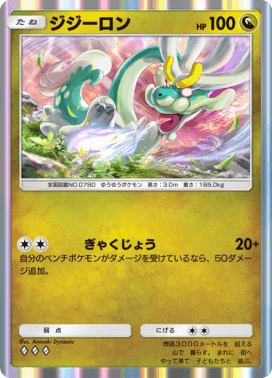 たね ジジーロン HP 100
全国図鑑 NO.0780 ゆうゆうポケモン 高さ:3.0m 重さ:185.0kg
ぎゃくじょう 20+
自分のベンチポケモンがダメージを受けているなら、50ダメ
ージ追加。
弱点 にげる
Illus. Anesaki Dynamic
標高3000メートルを 超える
山で 暮らす。まれに 街へ
やって来て 子どもたちと 遊ぶ。